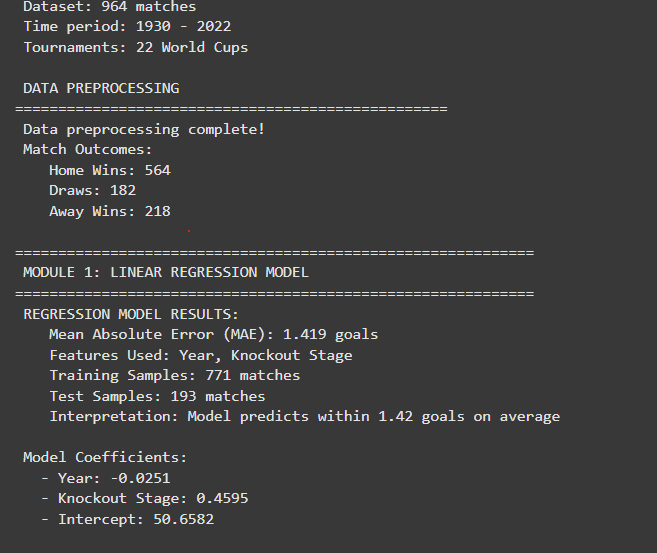 Dataset: 964 matches
Time period: 1930 - 2022
Tournaments: 22 World Cups
DATA PREPROCESSING
==================================================
Data preprocessing complete!
Match Outcomes:
Home Wins: 564
Draws: 182
Away Wins: 218
============================================================
MODULE 1: LINEAR REGRESSION MODEL
============================================================
REGRESSION MODEL RESULTS:
Mean Absolute Error (MAE): 1.419 goals
Features Used: Year, Knockout Stage
Training Samples: 771 matches
Test Samples: 193 matches
Interpretation: Model predicts within 1.42 goals on average
Model Coefficients:
- Year: -0.0251
- Knockout Stage: 0.4595
- Intercept: 50.6582